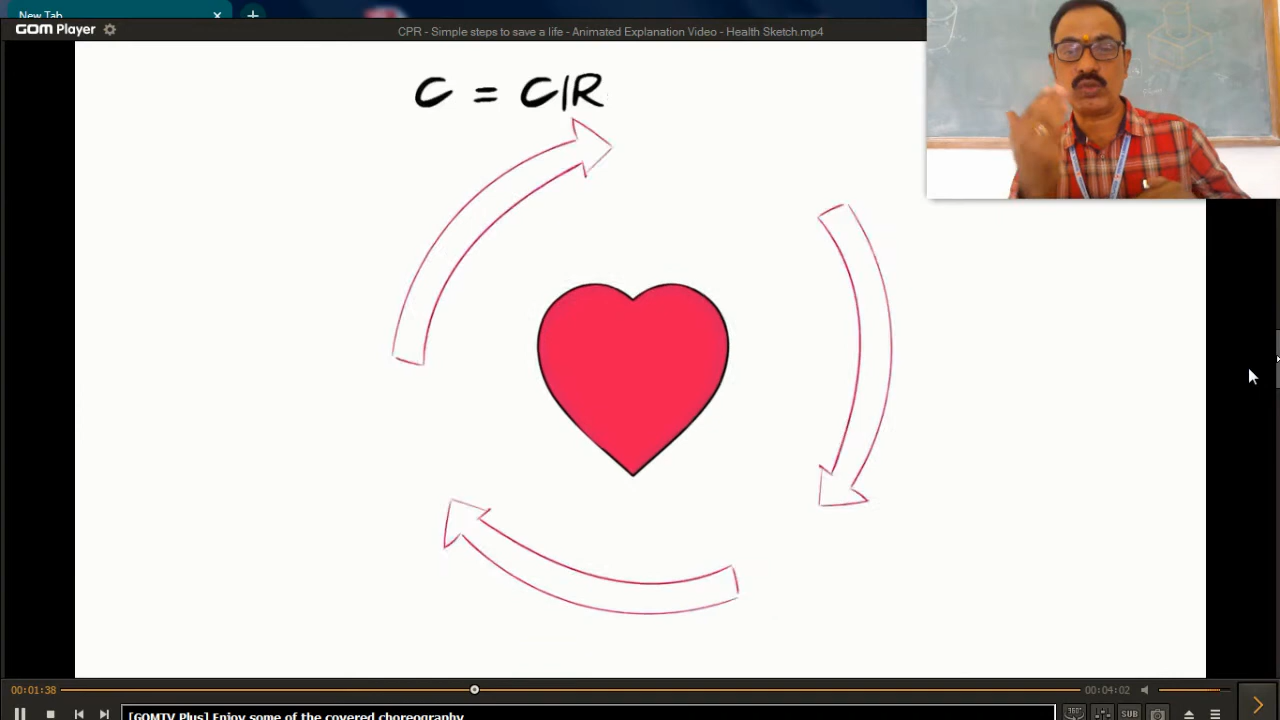 New Tab
GOM Player
CPR - Simple steps to save a life - Animated Explanation Video - Health Sketch.mp4
C = CIR
00:01:38
00:04:02
[GOMTV Plus] Enjoy some of the covered choreography
360°
SUB